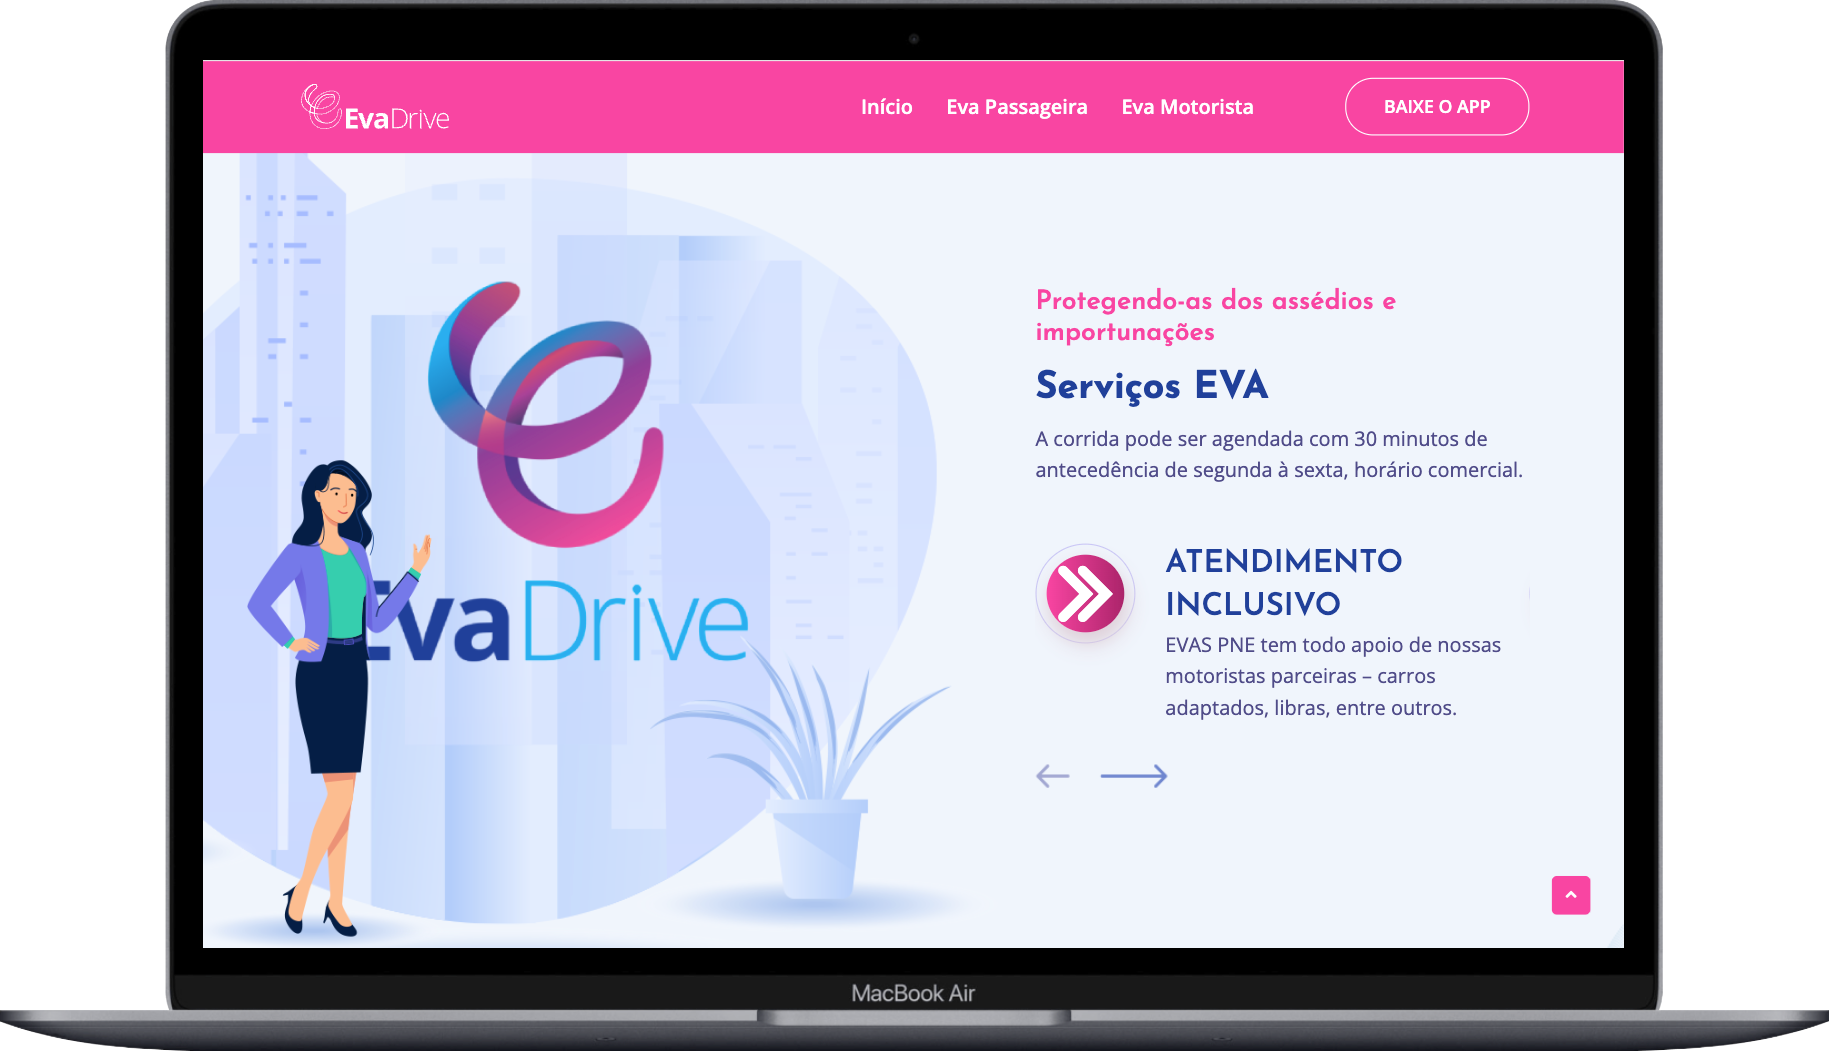 EvaDrive
Início Eva Passageira Eva Motorista BAIXE O APP
EvaDrive
Protegendo-as dos assédios e
importunações
Serviços EVA
A corrida pode ser agendada com 30 minutos de
antecedência de segunda à sexta, horário comercial.
ATENDIMENTO
INCLUSIVO
EVAS PNE tem todo apoio de nossas
motoristas parceiras – carros
adaptados, libras, entre outros.
MacBook Air